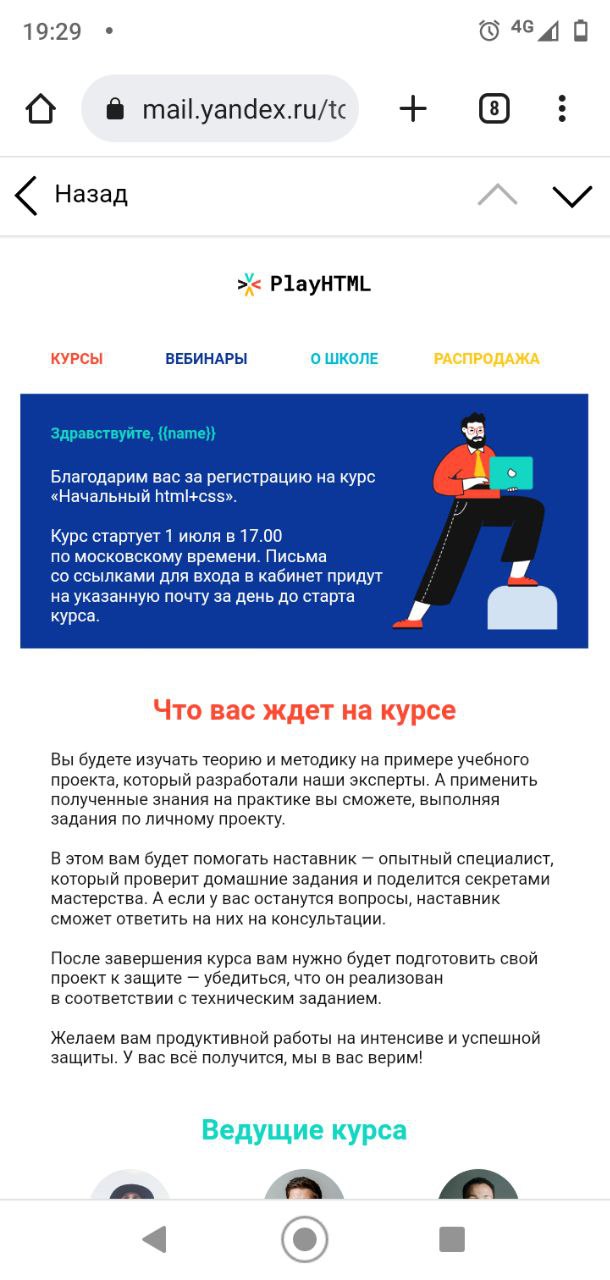 19:29
4G
mail.yandex.ru/to
8
Назад
PlayHTML
КУРСЫ ВЕБИНАРЫ О ШКОЛЕ РАСПРОДАЖА
Здравствуйте, {{name}}
Благодарим вас за регистрацию на курс
«Начальный html+css».
Курс стартует 1 июля в 17.00
по московскому времени. Письма
со ссылками для входа в кабинет придут
на указанную почту за день до старта
курса.
Что вас ждет на курсе
Вы будете изучать теорию и методику на примере учебного
проекта, который разработали наши эксперты. А применить
полученные знания на практике вы сможете, выполняя
задания по личному проекту.
В этом вам будет помогать наставник — опытный специалист,
который проверит домашние задания и поделится секретами
мастерства. А если у вас останутся вопросы, наставник
сможет ответить на них на консультации.
После завершения курса вам нужно будет подготовить свой
проект к защите — убедиться, что он реализован
в соответствии с техническим заданием.
Желаем вам продуктивной работы на интенсиве и успешной
защиты. У вас всё получится, мы в вас верим!
Ведущие курса